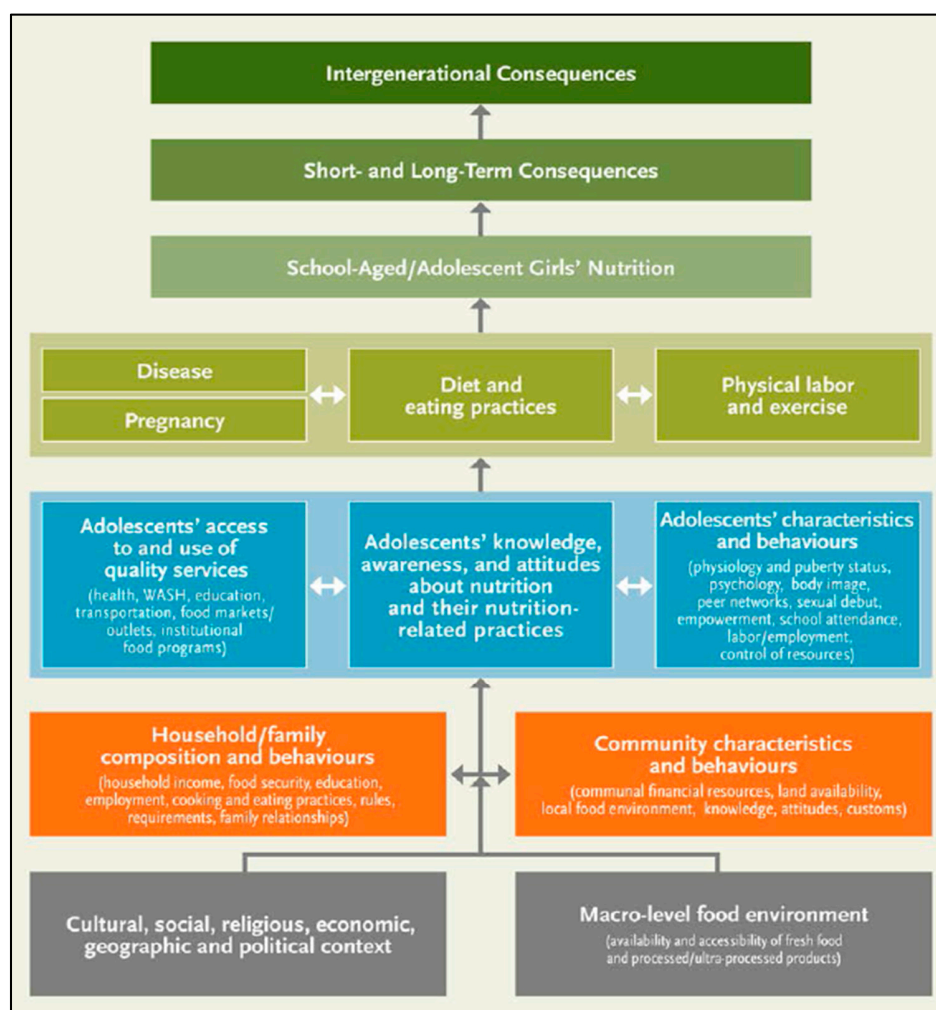 Intergenerational Consequences
Short- and Long-Term Consequences
School-Aged/Adolescent Girls' Nutrition
Disease
Pregnancy
Diet and
eating practices
Physical labor
and exercise
Adolescents' access
to and use of
quality services
(health, WASH, education,
transportation, food markets/
outlets, institutional
food programs)
Adolescents' knowledge,
awareness, and attitudes
about nutrition
and their nutrition-
related practices
Adolescents' characteristics
and behaviours
(physiology and puberty status,
psychology, body image,
peer networks, sexual debut,
empowerment, school attendance,
labor/employment,
control of resources)
Household/family
composition and behaviours
(household income, food security, education,
employment, cooking and eating practices, rules,
requirements, family relationships)
Community characteristics
and behaviours
(communal financial resources, land availability,
local food environment, knowledge, attitudes, customs)
Cultural, social, religious, economic,
geographic and political context
Macro-level food environment
(availability and accessibility of fresh food
and processed/ultra-processed products)